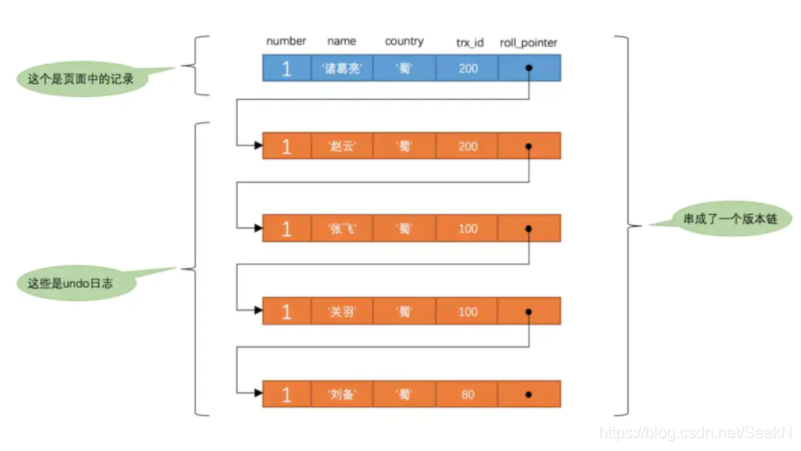 number name country trx_id roll_pointer
1 '诸葛亮' '蜀' 200
这个是页面中的记录
1 '赵云' '蜀' 200
1 '张飞' '蜀' 100
串成了一个版本链
这些是undo日志
1 '关羽' '蜀' 100
1 '刘备' '蜀' 80
https://blog.csdn.net/SeekN